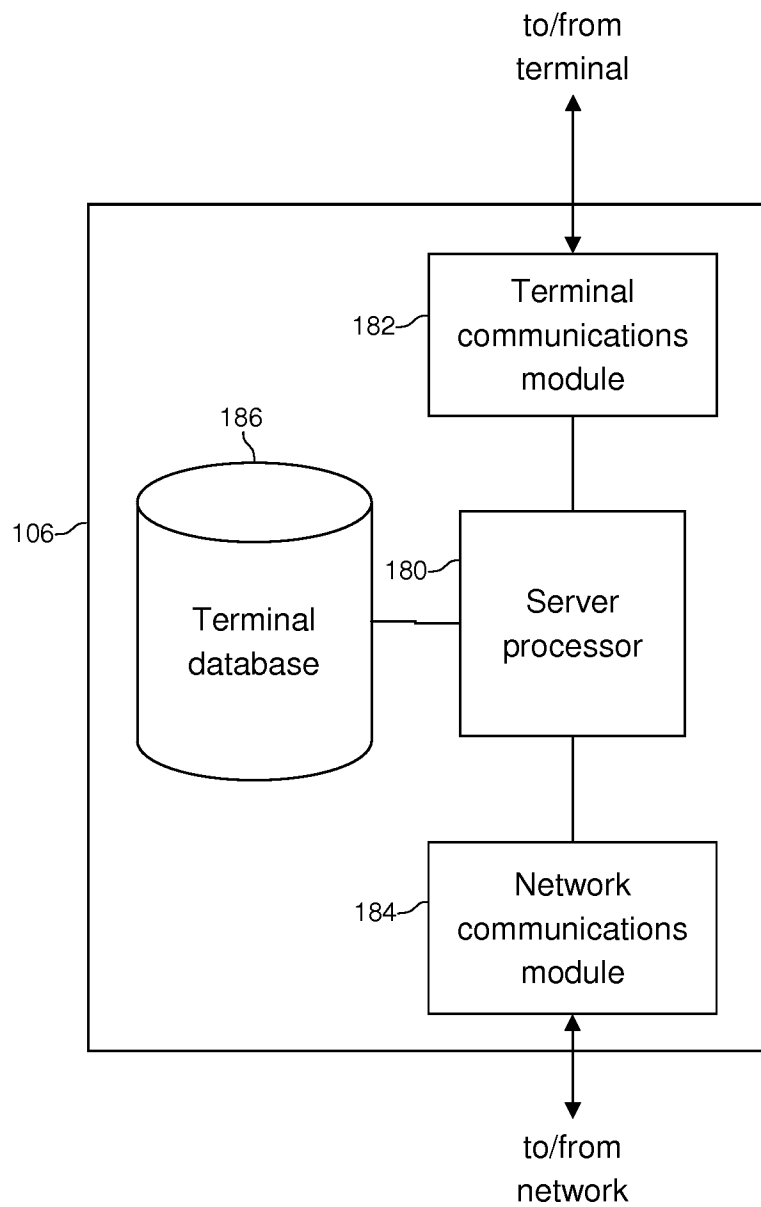 to/from
terminal
Terminal
communications
module
182
186
106
180
Server
processor
Terminal
database
Network
communications
module
184
to/from
network